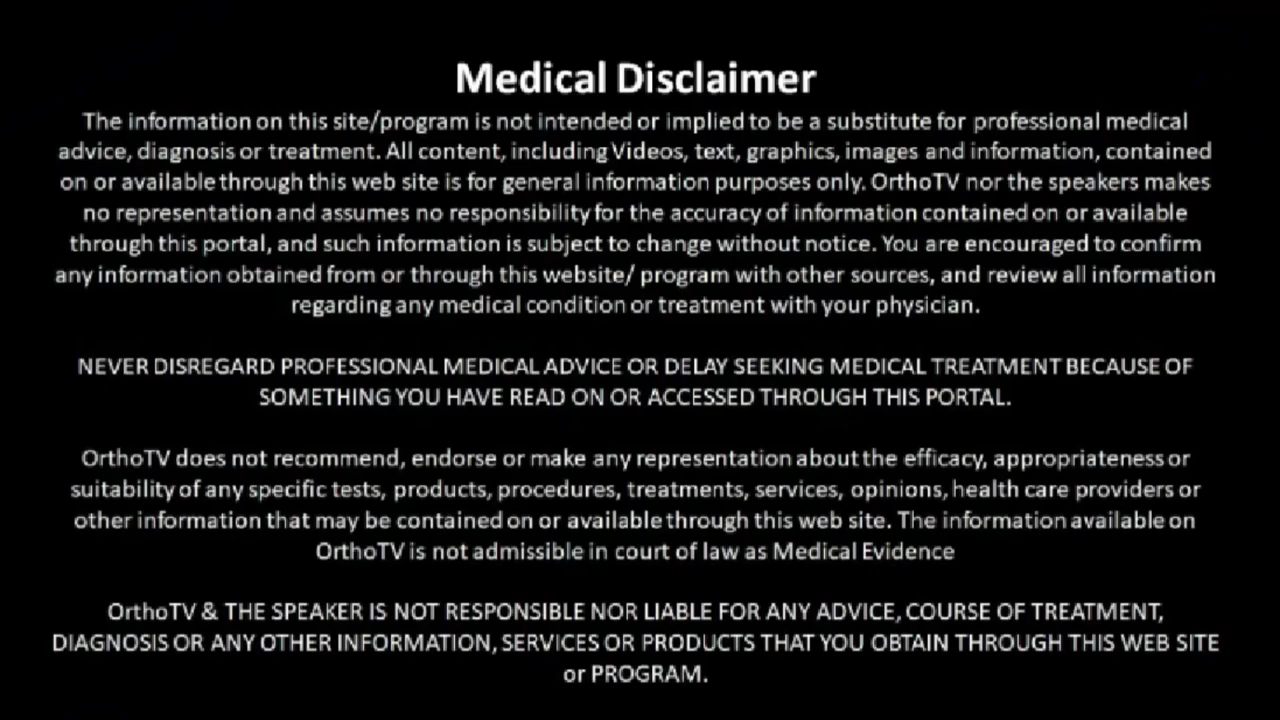 Medical Disclaimer
The information on this site/program is not intended or implied to be a substitute for professional medical
advice, diagnosis or treatment. All content, including Videos, text, graphics, images and information, contained
on or available through this web site is for general information purposes only. OrthoTV nor the speakers makes
no representation and assumes no responsibility for the accuracy of information contained on or available
through this portal, and such information is subject to change without notice. You are encouraged to confirm
any information obtained from or through this website/ program with other sources, and review all information
regarding any medical condition or treatment with your physician.
NEVER DISREGARD PROFESSIONAL MEDICAL ADVICE OR DELAY SEEKING MEDICAL TREATMENT BECAUSE OF
SOMETHING YOU HAVE READ ON OR ACCESSED THROUGH THIS PORTAL.
OrthoTV does not recommend, endorse or make any representation about the efficacy, appropriateness or
suitability of any specific tests, products, procedures, treatments, services, opinions, health care providers or
other information that may be contained on or available through this web site. The information available on
OrthoTV is not admissible in court of law as Medical Evidence
OrthoTV & THE SPEAKER IS NOT RESPONSIBLE NOR LIABLE FOR ANY ADVICE, COURSE OF TREATMENT,
DIAGNOSIS OR ANY OTHER INFORMATION, SERVICES OR PRODUCTS THAT YOU OBTAIN THROUGH THIS WEB SITE
or PROGRAM.